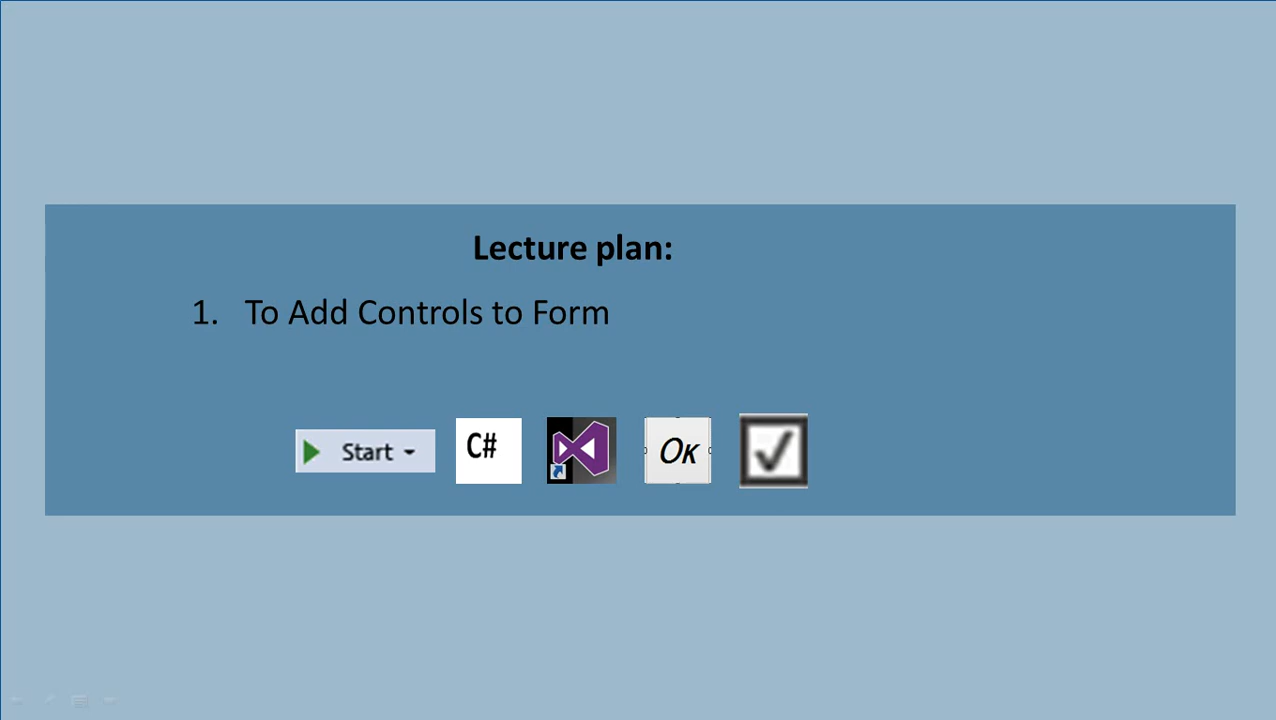 Lecture plan:
1. To Add Controls to Form
Start C# Ок